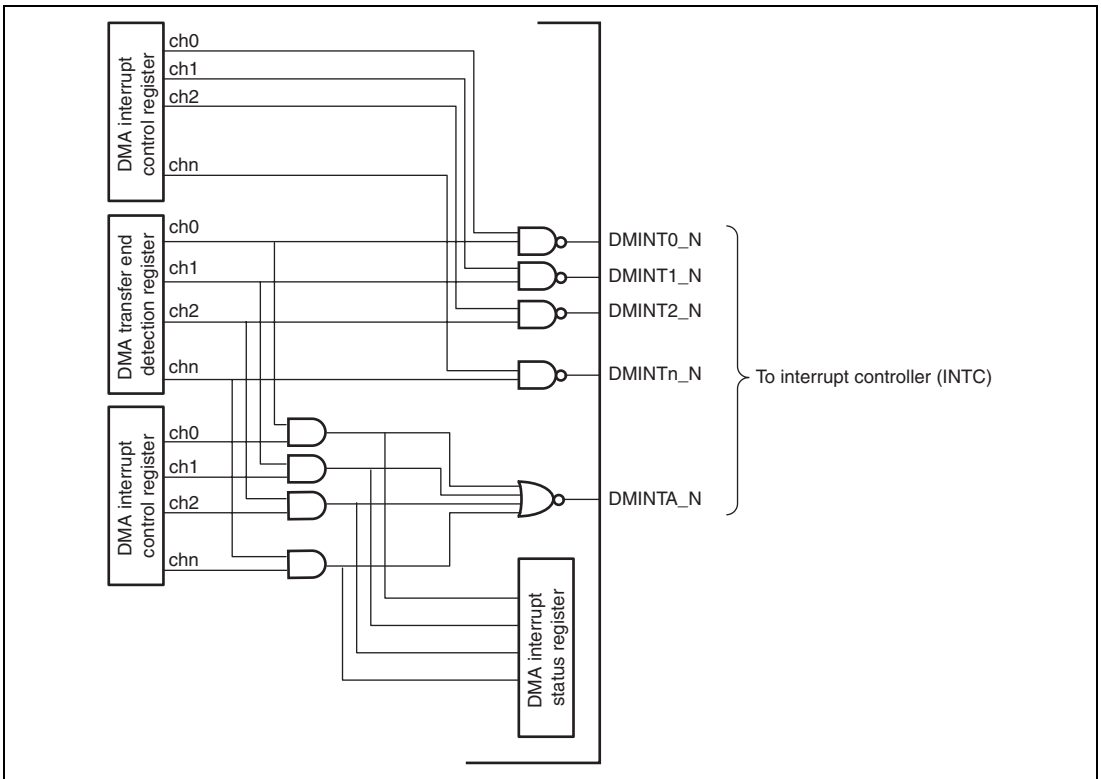 DMA interrupt
control register
ch0
ch1
ch2
chn
DMA transfer end
detection register
ch0
ch1
ch2
chn
DMA interrupt
control register
ch0
ch1
ch2
chn
DMINT0_N
DMINT1_N
DMINT2_N
DMINTn_N
DMINTA_N
To interrupt controller (INTC)
DMA interrupt
status register